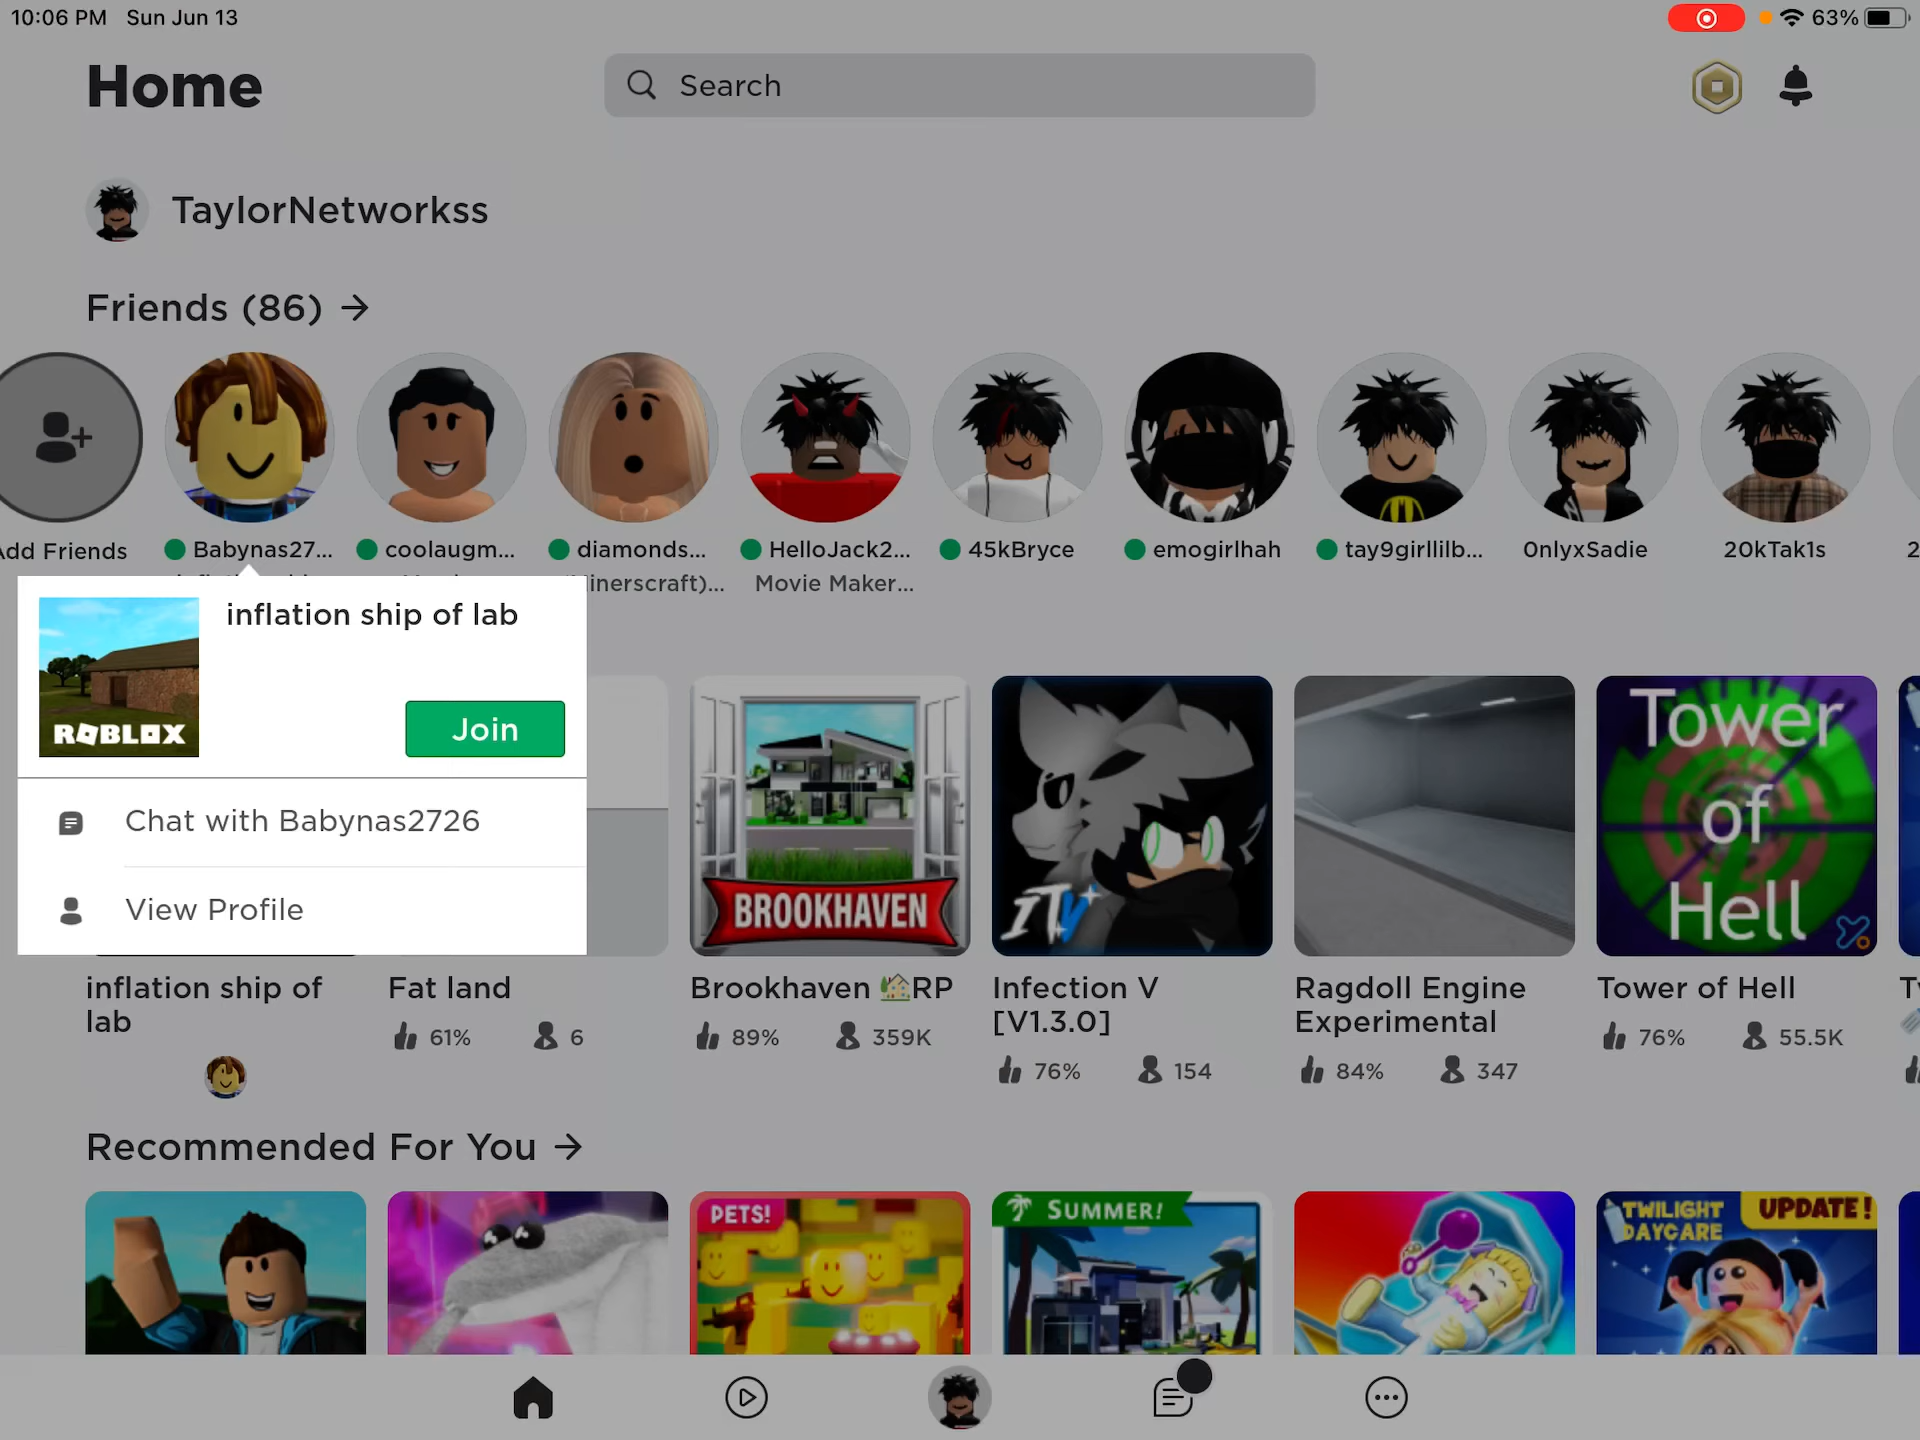 10:06 PM Sun Jun 13
63%
Home
Search
TaylorNetworkss
Friends (86)
dd Friends
Babynas27...
coolaugm...
diamonds...
HelloJack2...
45kBryce
emogirlhah
tay9girllilb...
0nlyxSadie
20kTak1s
2
inerscraft)...
Movie Maker...
inflation ship of lab
ROBLOX
Join
Chat with Babynas2726
View Profile
BROOKHAVEN
ITV
Tower
of
Hell
inflation ship of
lab
Fat land
61% 6
Brookhaven 🏡RP
89% 359K
Infection V
[V1.3.0]
76% 154
Ragdoll Engine
Experimental
84% 347
Tower of Hell
76% 55.5K
Recommended For You
PETS!
SUMMER!
TWILIGHT
DAYCARE
UPDATE!